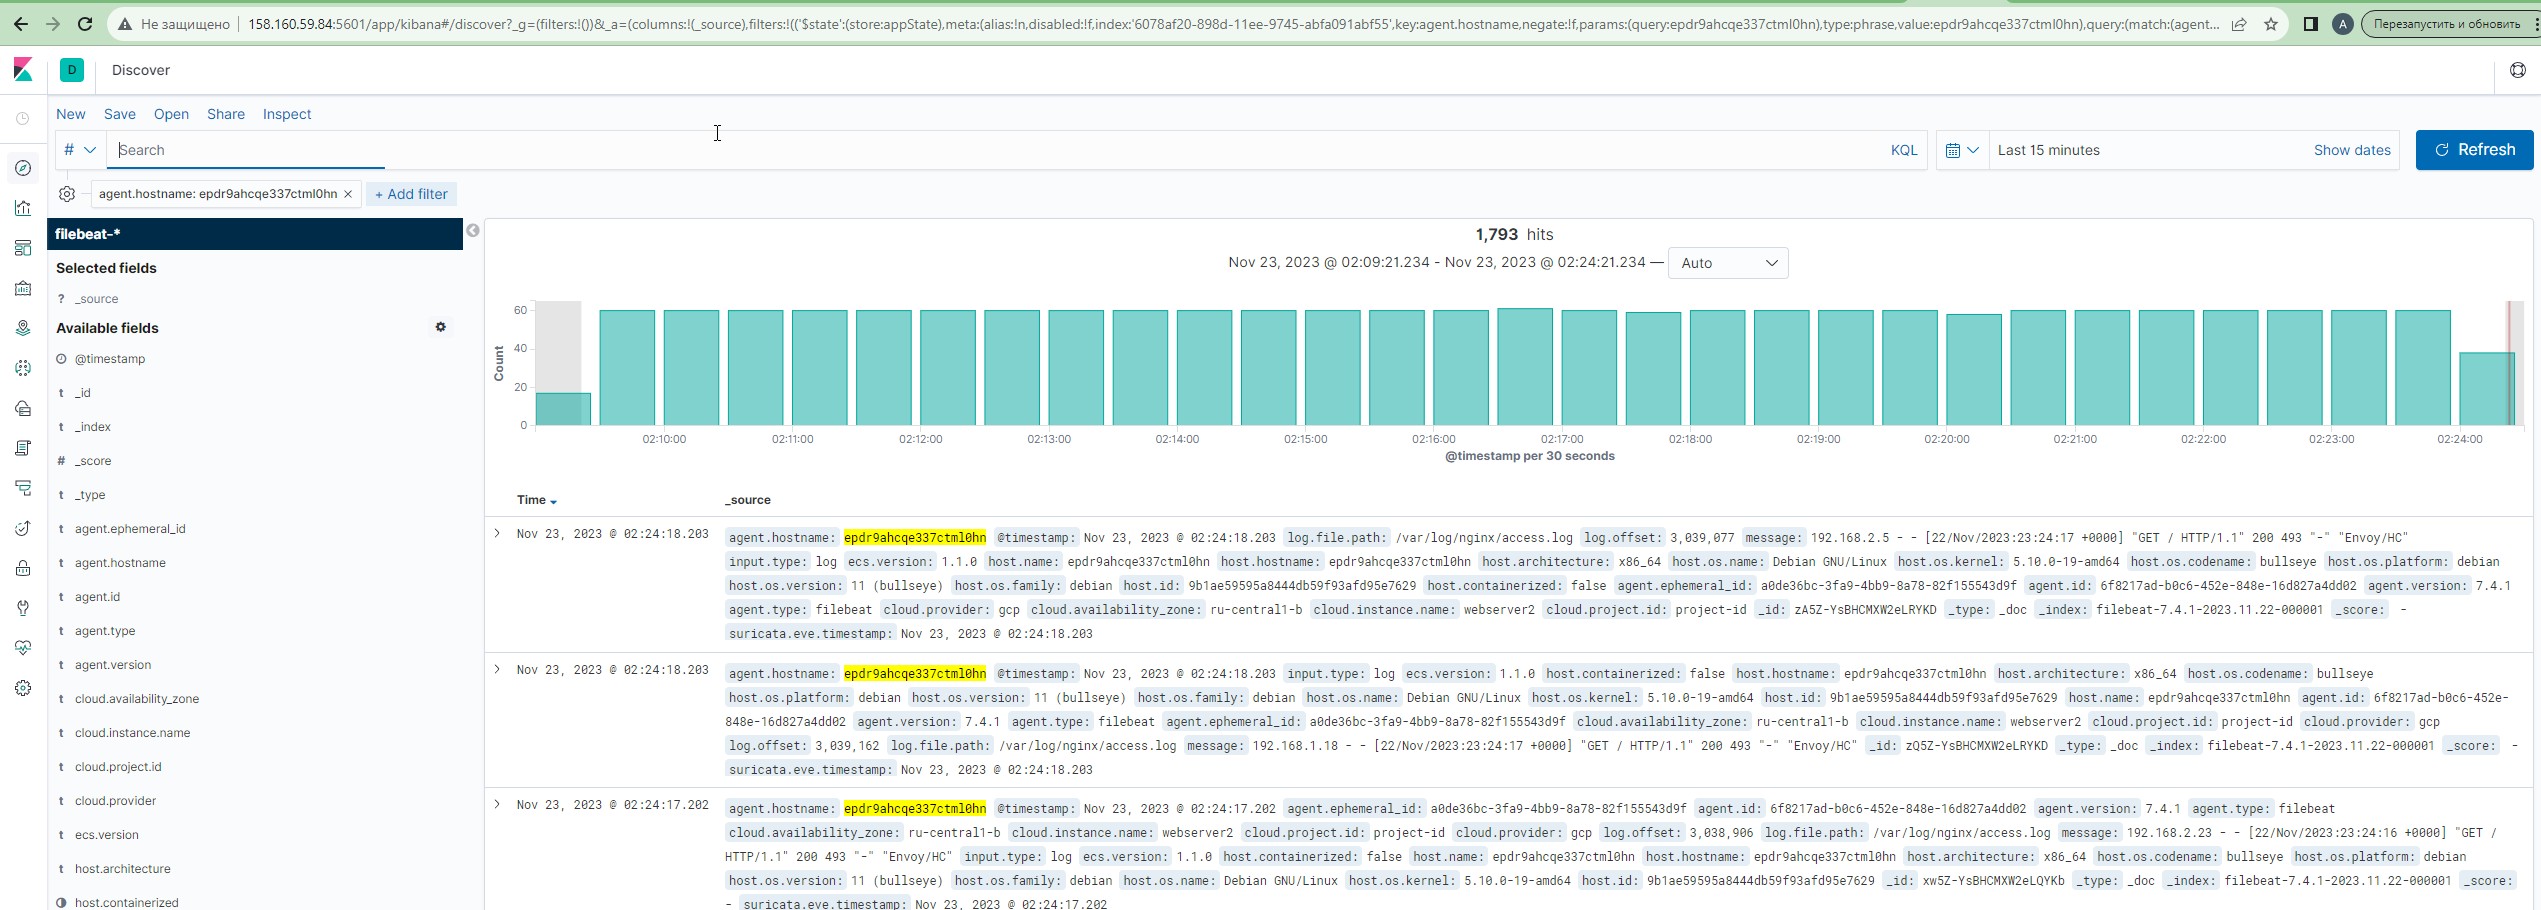 Не защищено 158.160.59.84:5601/app/kibana#/discover?_g=(filters:!())&_a=(columns:!(_source),filters:!(('$state':(store:appState),meta:(alias:!n,disabled:!f,index:'6078af20-898d-11ee-9745-abfa091abf55',key:agent.hostname,negate:!f,params:(query:epdr9ahcqe337ctml0hn),type:phrase,value:epdr9ahcqe337ctml0hn),query:(match:(agent... А Перезапустить и обновить
D Discover
New Save Open Share Inspect
# Search KQL Last 15 minutes Show dates Refresh
agent.hostname: epdr9ahcqe337ctml0hn × + Add filter
filebeat-*
Selected fields
? _source
Available fields
@timestamp
t _id
t _index
# _score
t _type
t agent.ephemeral_id
t agent.hostname
t agent.id
t agent.type
t agent.version
t cloud.availability_zone
t cloud.instance.name
t cloud.project.id
t cloud.provider
t ecs.version
t host.architecture
host.containerized
1,793 hits
Nov 23, 2023 @ 02:09:21.234 - Nov 23, 2023 @ 02:24:21.234 — Auto
Count
60
40
20
0
02:10:00 02:11:00 02:12:00 02:13:00 02:14:00 02:15:00 02:16:00 02:17:00 02:18:00 02:19:00 02:20:00 02:21:00 02:22:00 02:23:00 02:24:00
@timestamp per 30 seconds
Time _source
Nov 23, 2023 @ 02:24:18.203 agent.hostname: epdr9ahcqe337ctml0hn @timestamp: Nov 23, 2023 @ 02:24:18.203 log.file.path: /var/log/nginx/access.log log.offset: 3,039,077 message: 192.168.2.5 - - [22/Nov/2023:23:24:17 +0000] "GET / HTTP/1.1" 200 493 "-" "Envoy/HC"
input.type: log ecs.version: 1.1.0 host.name: epdr9ahcqe337ctml0hn host.hostname: epdr9ahcqe337ctml0hn host.architecture: x86_64 host.os.name: Debian GNU/Linux host.os.kernel: 5.10.0-19-amd64 host.os.codename: bullseye host.os.platform: debian
host.os.version: 11 (bullseye) host.os.family: debian host.id: 9b1ae59595a8444db59f93afd95e7629 host.containerized: false agent.ephemeral_id: a0de36bc-3fa9-4bb9-8a78-82f155543d9f agent.id: 6f8217ad-b0c6-452e-848e-16d827a4dd02 agent.version: 7.4.1
agent.type: filebeat cloud.provider: gcp cloud.availability_zone: ru-central1-b cloud.instance.name: webserver2 cloud.project.id: project-id _id: zA5Z-YsBHCMXW2eLRYKD _type: _doc _index: filebeat-7.4.1-2023.11.22-000001 _score: -
suricata.eve.timestamp: Nov 23, 2023 @ 02:24:18.203
Nov 23, 2023 @ 02:24:18.203 agent.hostname: epdr9ahcqe337ctml0hn @timestamp: Nov 23, 2023 @ 02:24:18.203 input.type: log ecs.version: 1.1.0 host.containerized: false host.hostname: epdr9ahcqe337ctml0hn host.architecture: x86_64 host.os.codename: bullseye
host.os.platform: debian host.os.version: 11 (bullseye) host.os.family: debian host.os.name: Debian GNU/Linux host.os.kernel: 5.10.0-19-amd64 host.id: 9b1ae59595a8444db59f93afd95e7629 host.name: epdr9ahcqe337ctml0hn agent.id: 6f8217ad-b0c6-452e-
848e-16d827a4dd02 agent.version: 7.4.1 agent.type: filebeat agent.ephemeral_id: a0de36bc-3fa9-4bb9-8a78-82f155543d9f cloud.availability_zone: ru-central1-b cloud.instance.name: webserver2 cloud.project.id: project-id cloud.provider: gcp
log.offset: 3,039,162 log.file.path: /var/log/nginx/access.log message: 192.168.1.18 - - [22/Nov/2023:23:24:17 +0000] "GET / HTTP/1.1" 200 493 "-" "Envoy/HC" _id: zQ5Z-YsBHCMXW2eLRYKD _type: _doc _index: filebeat-7.4.1-2023.11.22-000001 _score: -
suricata.eve.timestamp: Nov 23, 2023 @ 02:24:18.203
Nov 23, 2023 @ 02:24:17.202 agent.hostname: epdr9ahcqe337ctml0hn @timestamp: Nov 23, 2023 @ 02:24:17.202 agent.ephemeral_id: a0de36bc-3fa9-4bb9-8a78-82f155543d9f agent.id: 6f8217ad-b0c6-452e-848e-16d827a4dd02 agent.version: 7.4.1 agent.type: filebeat
cloud.availability_zone: ru-central1-b cloud.instance.name: webserver2 cloud.project.id: project-id cloud.provider: gcp log.offset: 3,038,906 log.file.path: /var/log/nginx/access.log message: 192.168.2.23 - - [22/Nov/2023:23:24:16 +0000] "GET /
HTTP/1.1" 200 493 "-" "Envoy/HC" input.type: log ecs.version: 1.1.0 host.containerized: false host.name: epdr9ahcqe337ctml0hn host.hostname: epdr9ahcqe337ctml0hn host.architecture: x86_64 host.os.codename: bullseye host.os.platform: debian
host.os.version: 11 (bullseye) host.os.family: debian host.os.name: Debian GNU/Linux host.os.kernel: 5.10.0-19-amd64 host.id: 9b1ae59595a8444db59f93afd95e7629 _id: xw5Z-YsBHCMXW2eLQYKb _type: _doc _index: filebeat-7.4.1-2023.11.22-000001 _score:
- suricata.eve.timestamp: Nov 23, 2023 @ 02:24:17.202